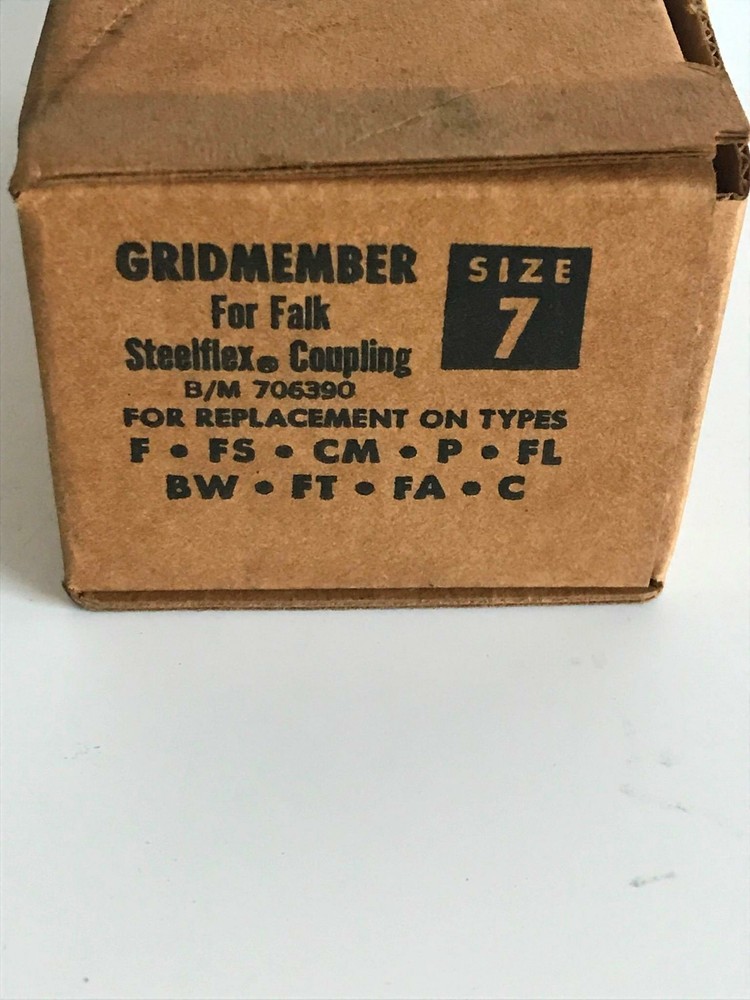 GRIDMEMBER
For Falk
Steelflex® Coupling
B/M 706390
SIZE
7
FOR REPLACEMENT ON TYPES
F • FS • CM • P • FL
BW • FT • FA • C